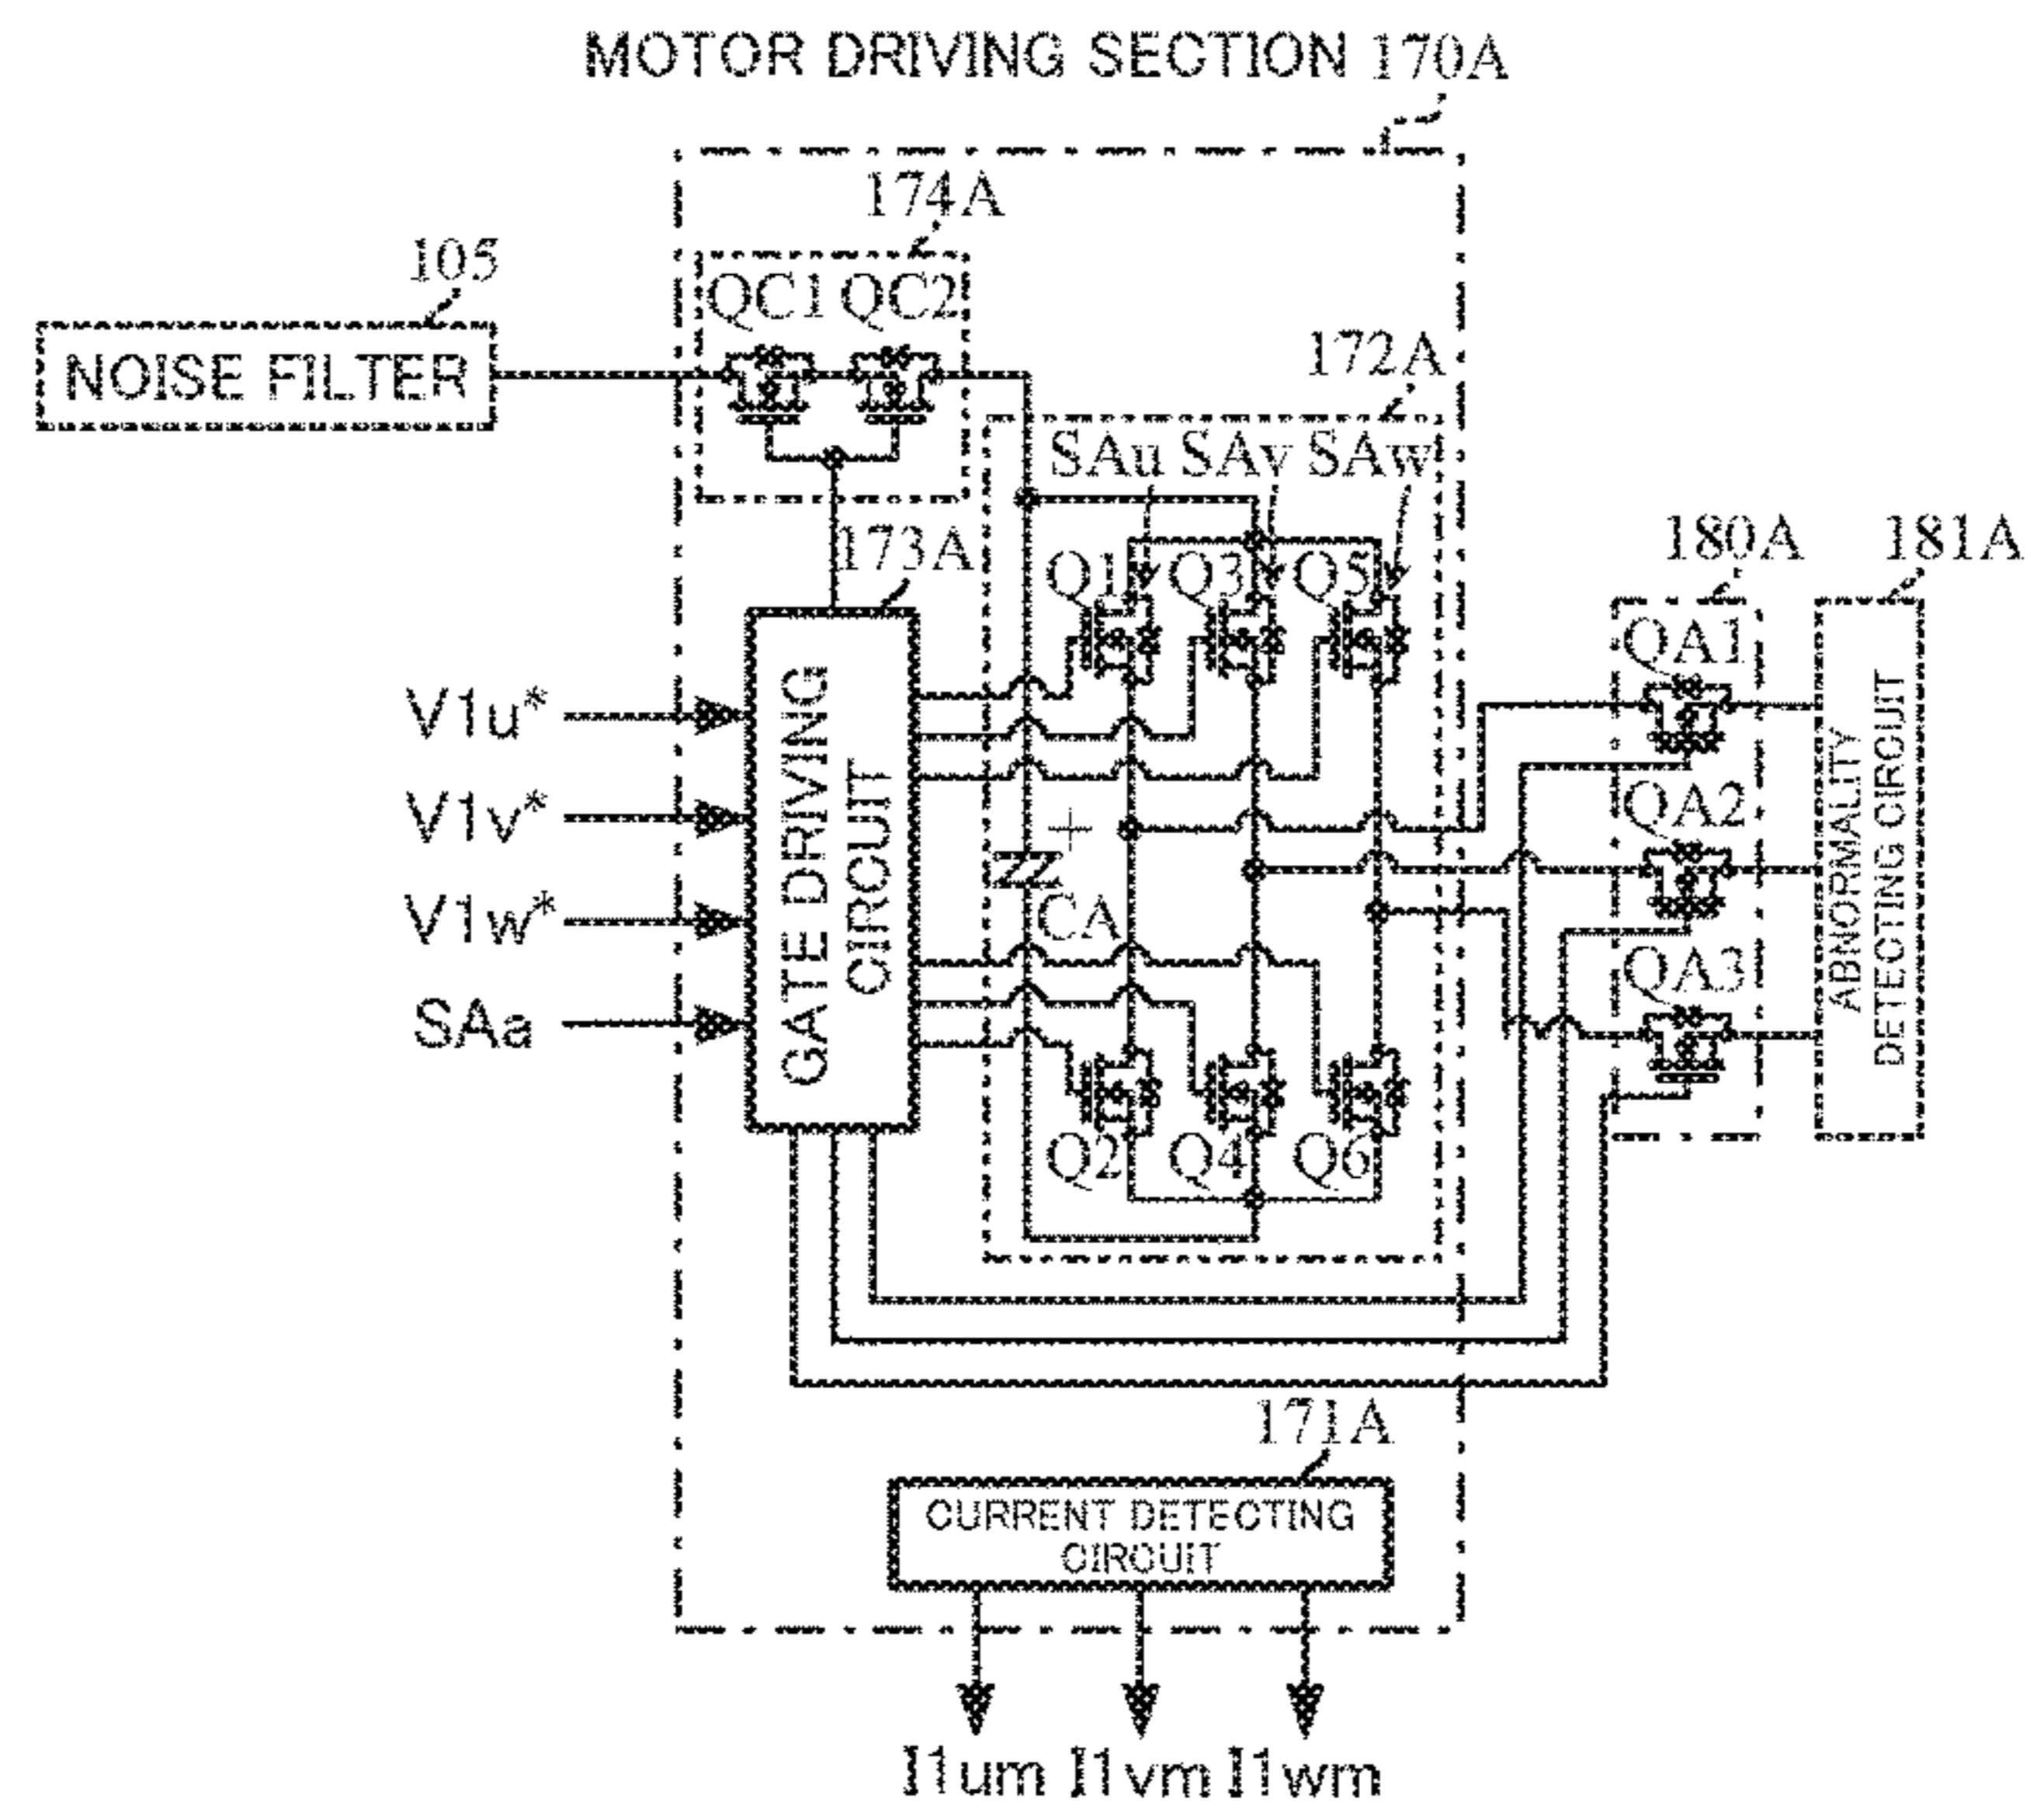 MOTOR DRIVING SECTION 170A
174A
105
QC1 QC2
NOISE FILTER
172A
SAu SAv SAw
173A
180A 181A
Q1 Q3 Q5
QA1
GATE DRIVING
CIRCUIT
V1u*
V1v*
V1w*
SAa
+
CA
QA2
QA3
ABNORMALITY
DETECTING CIRCUIT
Q2 Q4 Q6
171A
CURRENT DETECTING
CIRCUIT
I1um I1vm I1wm